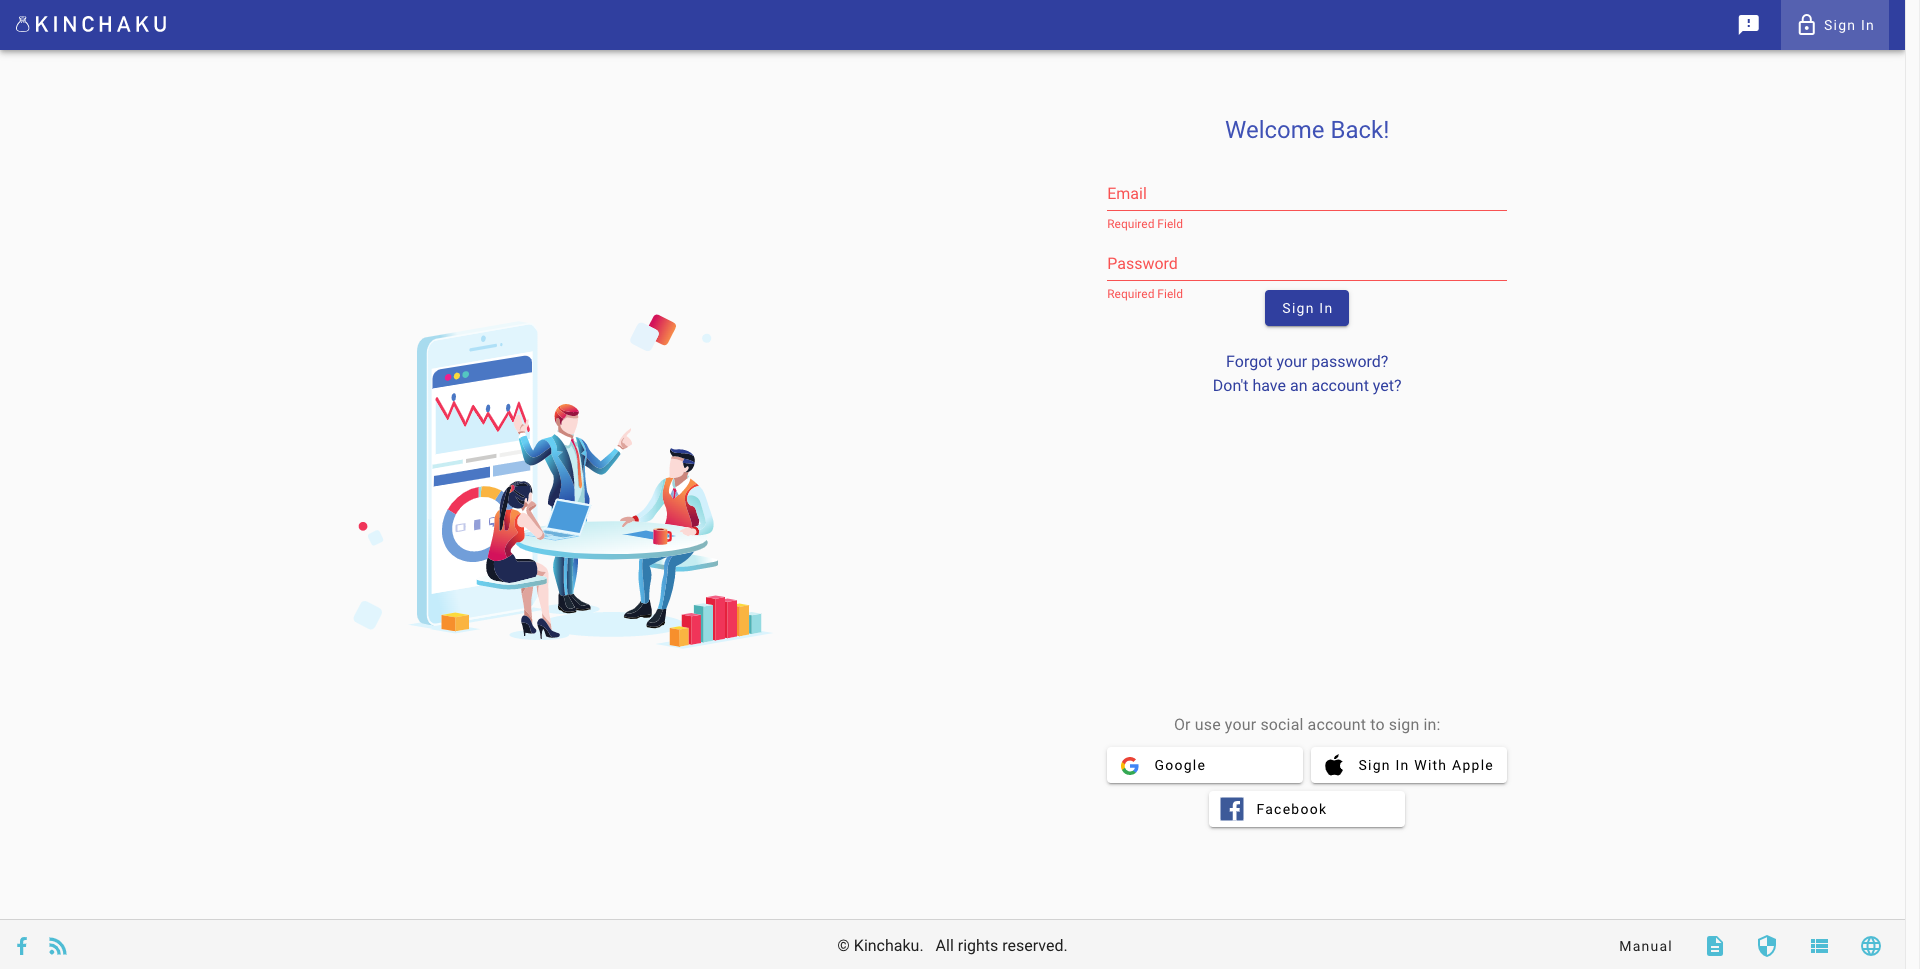 KINCHAKU
Sign In
Welcome Back!
Email
Required Field
Password
Required Field
Sign In
Forgot your password?
Don't have an account yet?
Or use your social account to sign in:
Google
Sign In With Apple
Facebook
© Kinchaku. All rights reserved.
Manual